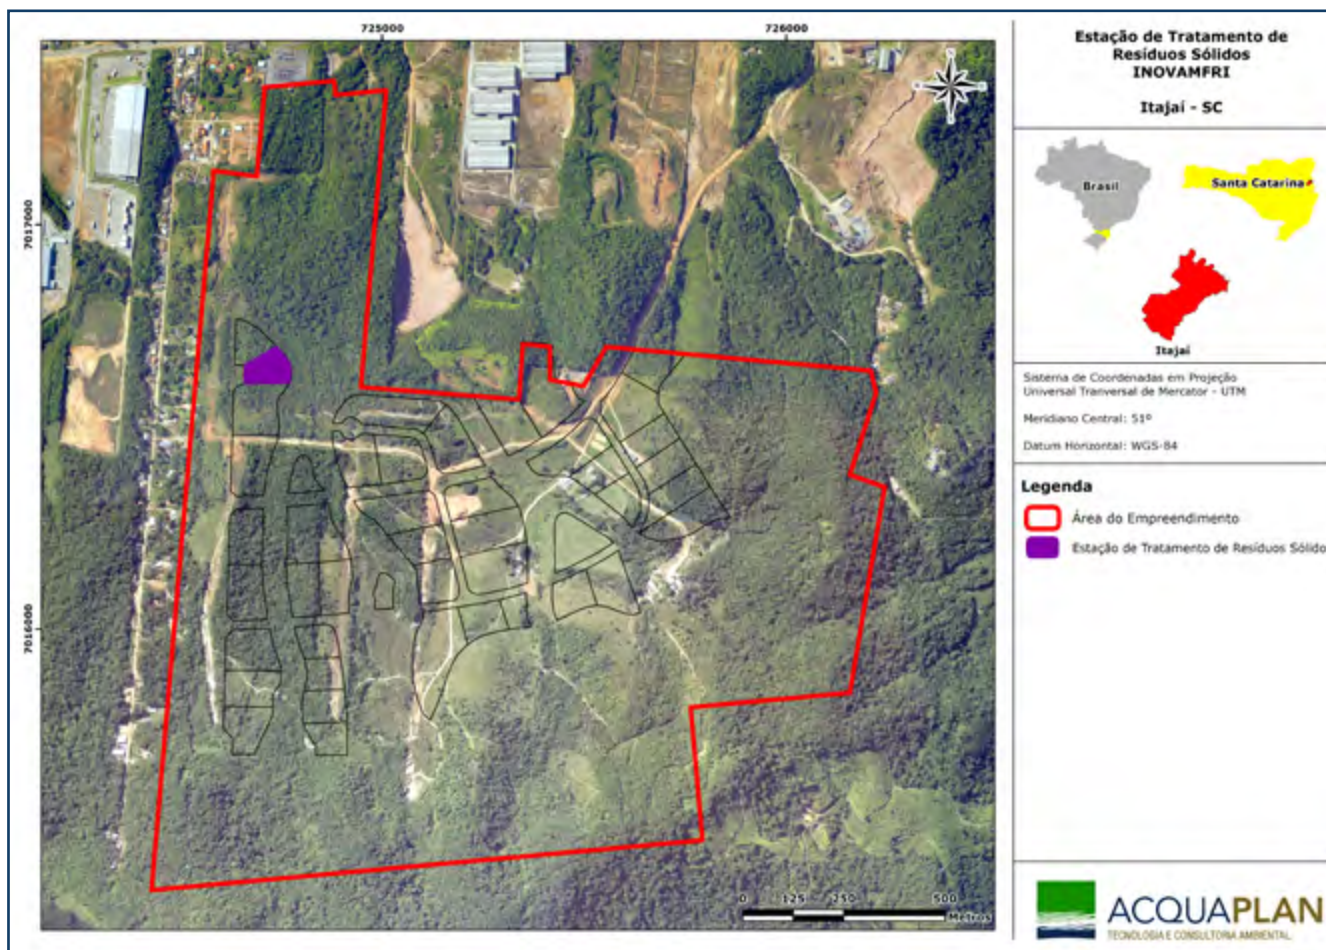 725000
726000
7017000
7016000
N
0 125 250 500
Metros
Estação de Tratamento de
Resíduos Sólidos
INOVAMFRI
Itajaí - SC
Brasil
Santa Catarina
Itajaí
Sistema de Coordenadas em Projeção
Universal Tranversal de Mercator - UTM
Meridiano Central: 51º
Datum Horizontal: WGS-84
Legenda
Área do Empreendimento
Estação de Tratamento de Resíduos Sólido
ACQUAPLAN
TECNOLOGIA E CONSULTORIA AMBIENTAL